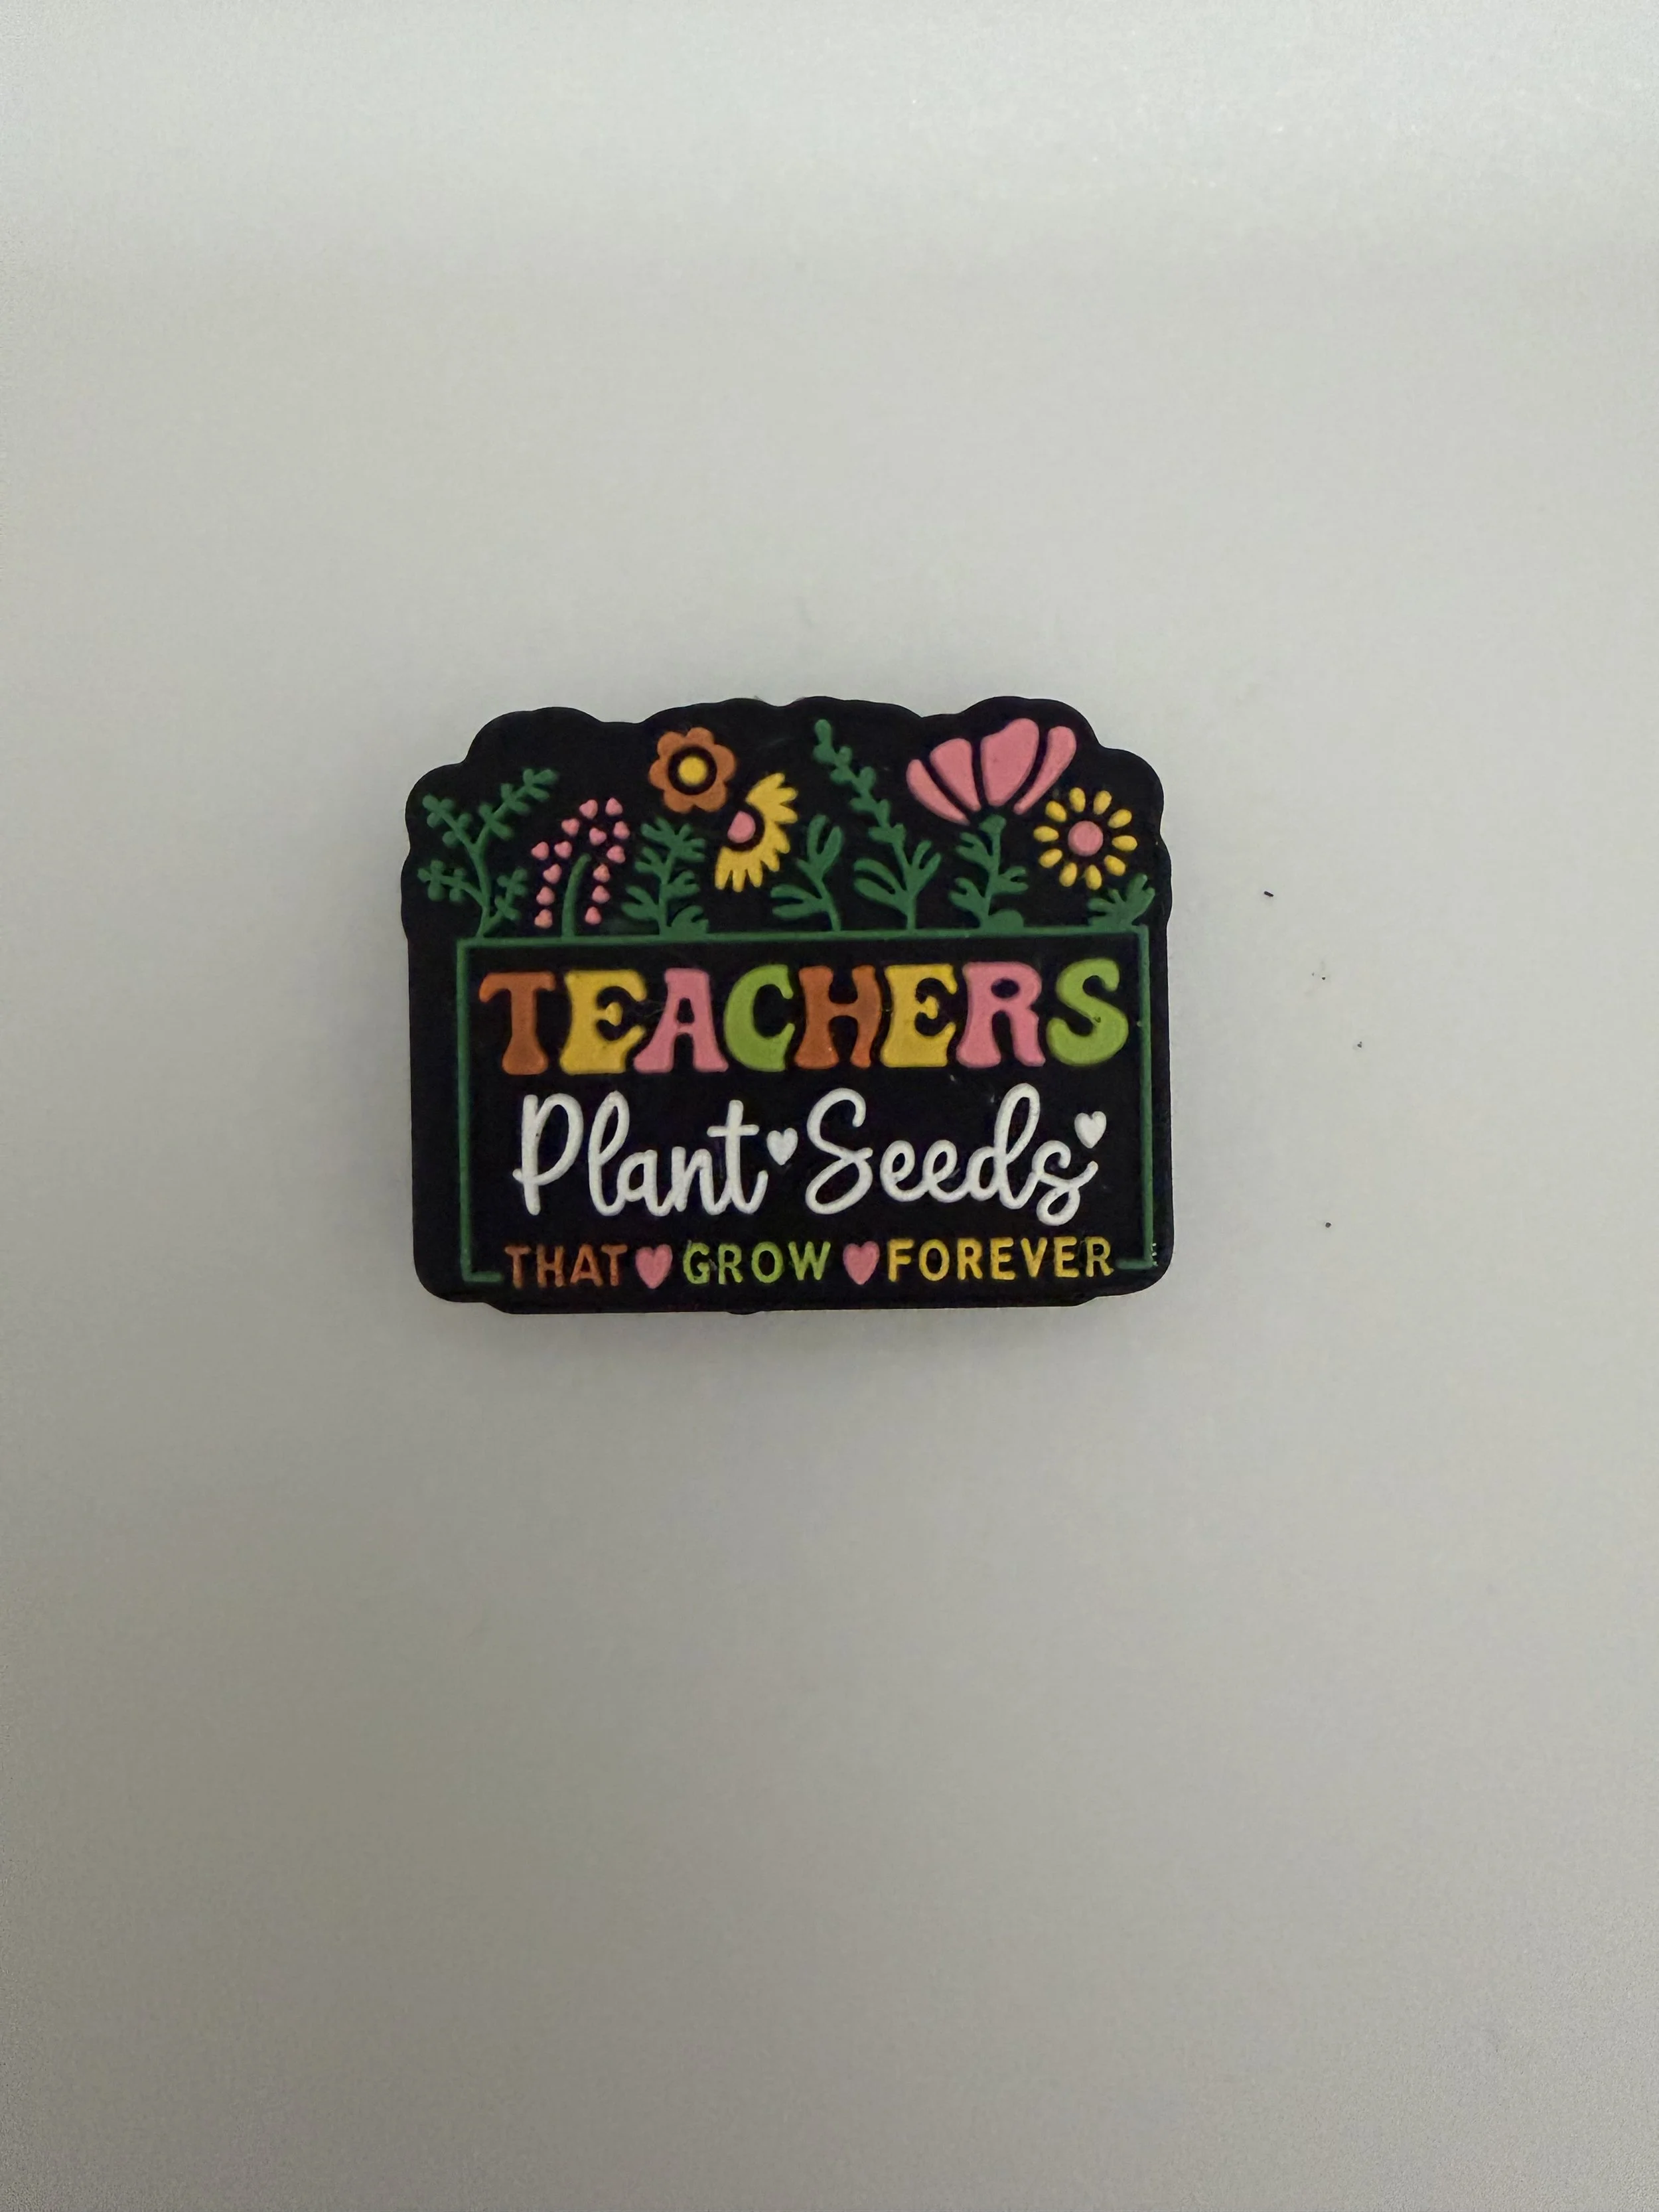 TEACHERS
Plant Seeds
THAT GROW FOREVER